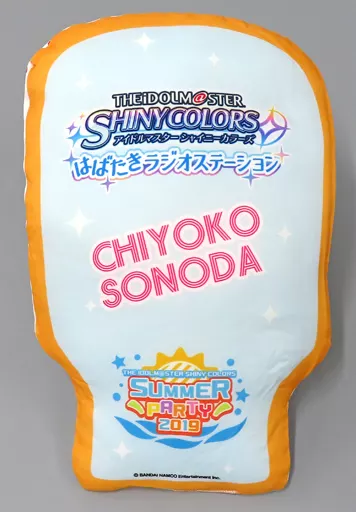 THE iDOLM@STER
SHINYCOLORS
アイドルマスター シャイニーカラーズ
はばたきラジオステーション
CHIYOKO
SONODA
THE IDOLM@STER SHINY COLORS
SUMMER
PARTY
2019
© BANDAI NAMCO Entertainment Inc.